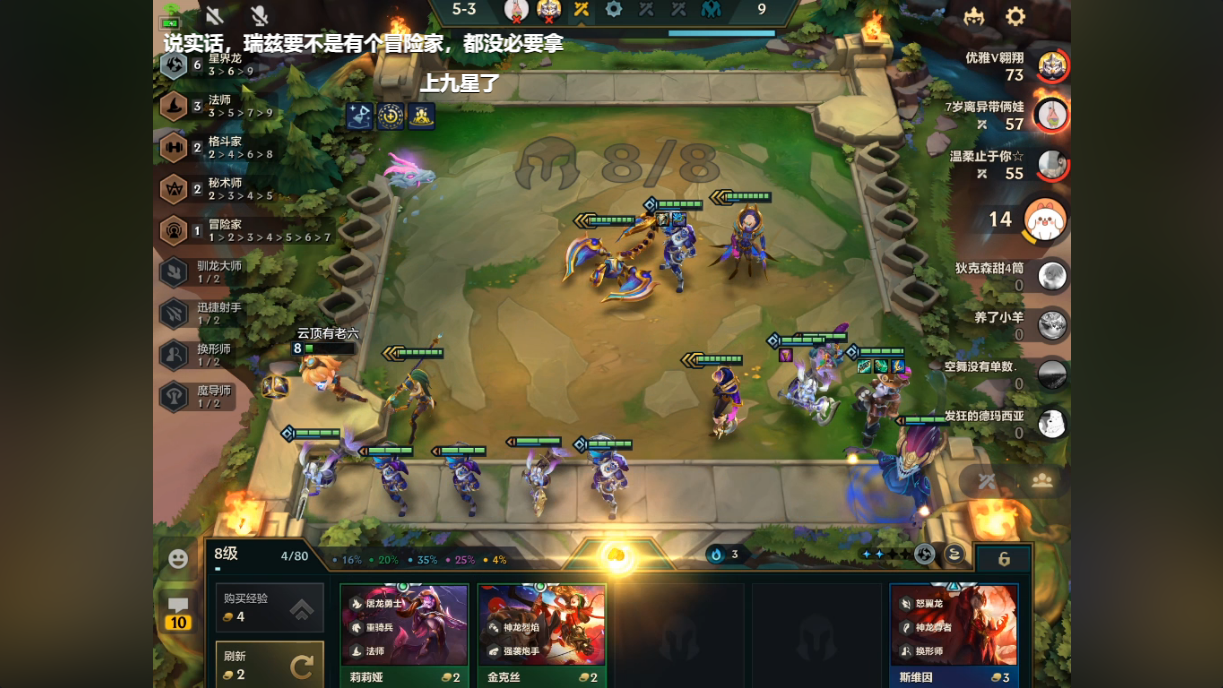 5-3
9
说实话，瑞兹要不是有个冒险家，都没必要拿
上九星了
6 星界龙
3 > 6 > 9
3 法师
3 > 5 > 7 > 9
2 格斗家
2 > 4 > 6 > 8
2 秘术师
2 > 3 > 4 > 5
1 冒险家
1 > 2 > 3 > 4 > 5 > 6 > 7
驯龙大师
1 / 2
迅捷射手
1 / 2
换形师
1 / 2
魔导师
1 / 2
8/8
优雅V翱翔
73
7岁离异带俩娃
57
温柔止于你☆
55
14
狄克森甜4筒
0
养了小羊
0
空舞没有单数.
0
发狂的德玛西亚
0
云顶有老六
8
8级
4/80
16% 20% 35% 25% 4%
3
6
10
购买经验
4
刷新
2
屠龙勇士
重骑兵
法师
莉莉娅 2
神龙烈焰
强袭炮手
金克丝 2
怒翼龙
神龙尊者
换形师
斯维因 3